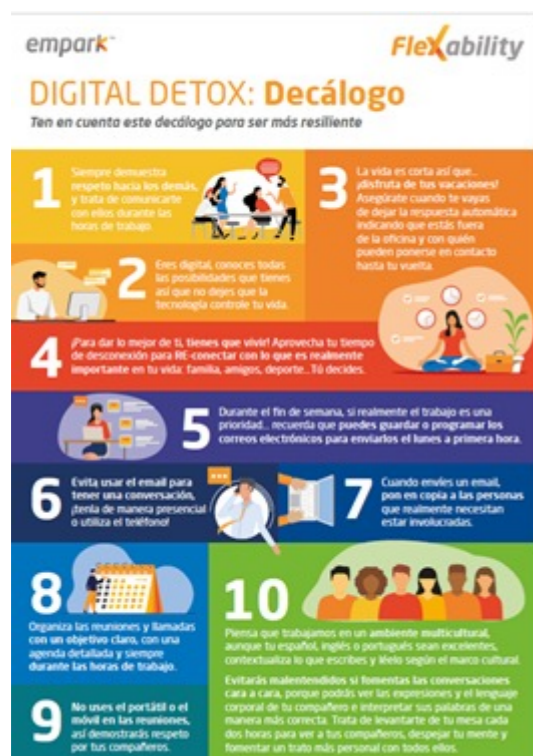 empark
Flexability
DIGITAL DETOX: Decálogo
Ten en cuenta este decálogo para ser más resiliente
1
Siempre demuestra
respeto hacia los demás,
y trata de comunicarte
con ellos durante las
horas de trabajo.
2
Eres digital, conoces todas
las posibilidades que tienes
así que no dejes que la
tecnología controle tu vida.
3
La vida es corta así que...
¡disfruta de tus vacaciones!
Asegúrate cuando te vayas
de dejar la respuesta automática
indicando que estás fuera
de la oficina y con quién
pueden ponerse en contacto
hasta tu vuelta.
4
¡Para dar lo mejor de ti, tienes que vivir! Aprovecha tu tiempo
de desconexión para RE-conectar con lo que es realmente
importante en tu vida: familia, amigos, deporte... Tú decides.
5
Durante el fin de semana, si realmente el trabajo es una
prioridad... recuerda que puedes guardar o programar los
correos electrónicos para enviarlos el lunes a primera hora.
6
Evita usar el email para
tener una conversación,
¡tenla de manera presencial
o utiliza el teléfono!
7
Cuando envíes un email,
pon en copia a las personas
que realmente necesitan
estar involucradas.
8
Organiza las reuniones y llamadas
con un objetivo claro, con una
agenda detallada y siempre
durante las horas de trabajo.
9
No uses el portátil o el
móvil en las reuniones,
así demostrarás respeto
por tus compañeros.
10
Piensa que trabajamos en un ambiente multicultural,
aunque tu español, inglés o portugués sean excelentes,
contextualiza lo que escribes y léelo según el marco cultural.
Evitarás malentendidos si fomentas las conversaciones
cara a cara, porque podrás ver las expresiones y el lenguaje
corporal de tu compañero e interpretar sus palabras de una
manera más correcta. Trata de levantarte de tu mesa cada
dos horas para ver a tus compañeros, despejar tu mente y
fomentar un trato más personal con todos ellos.